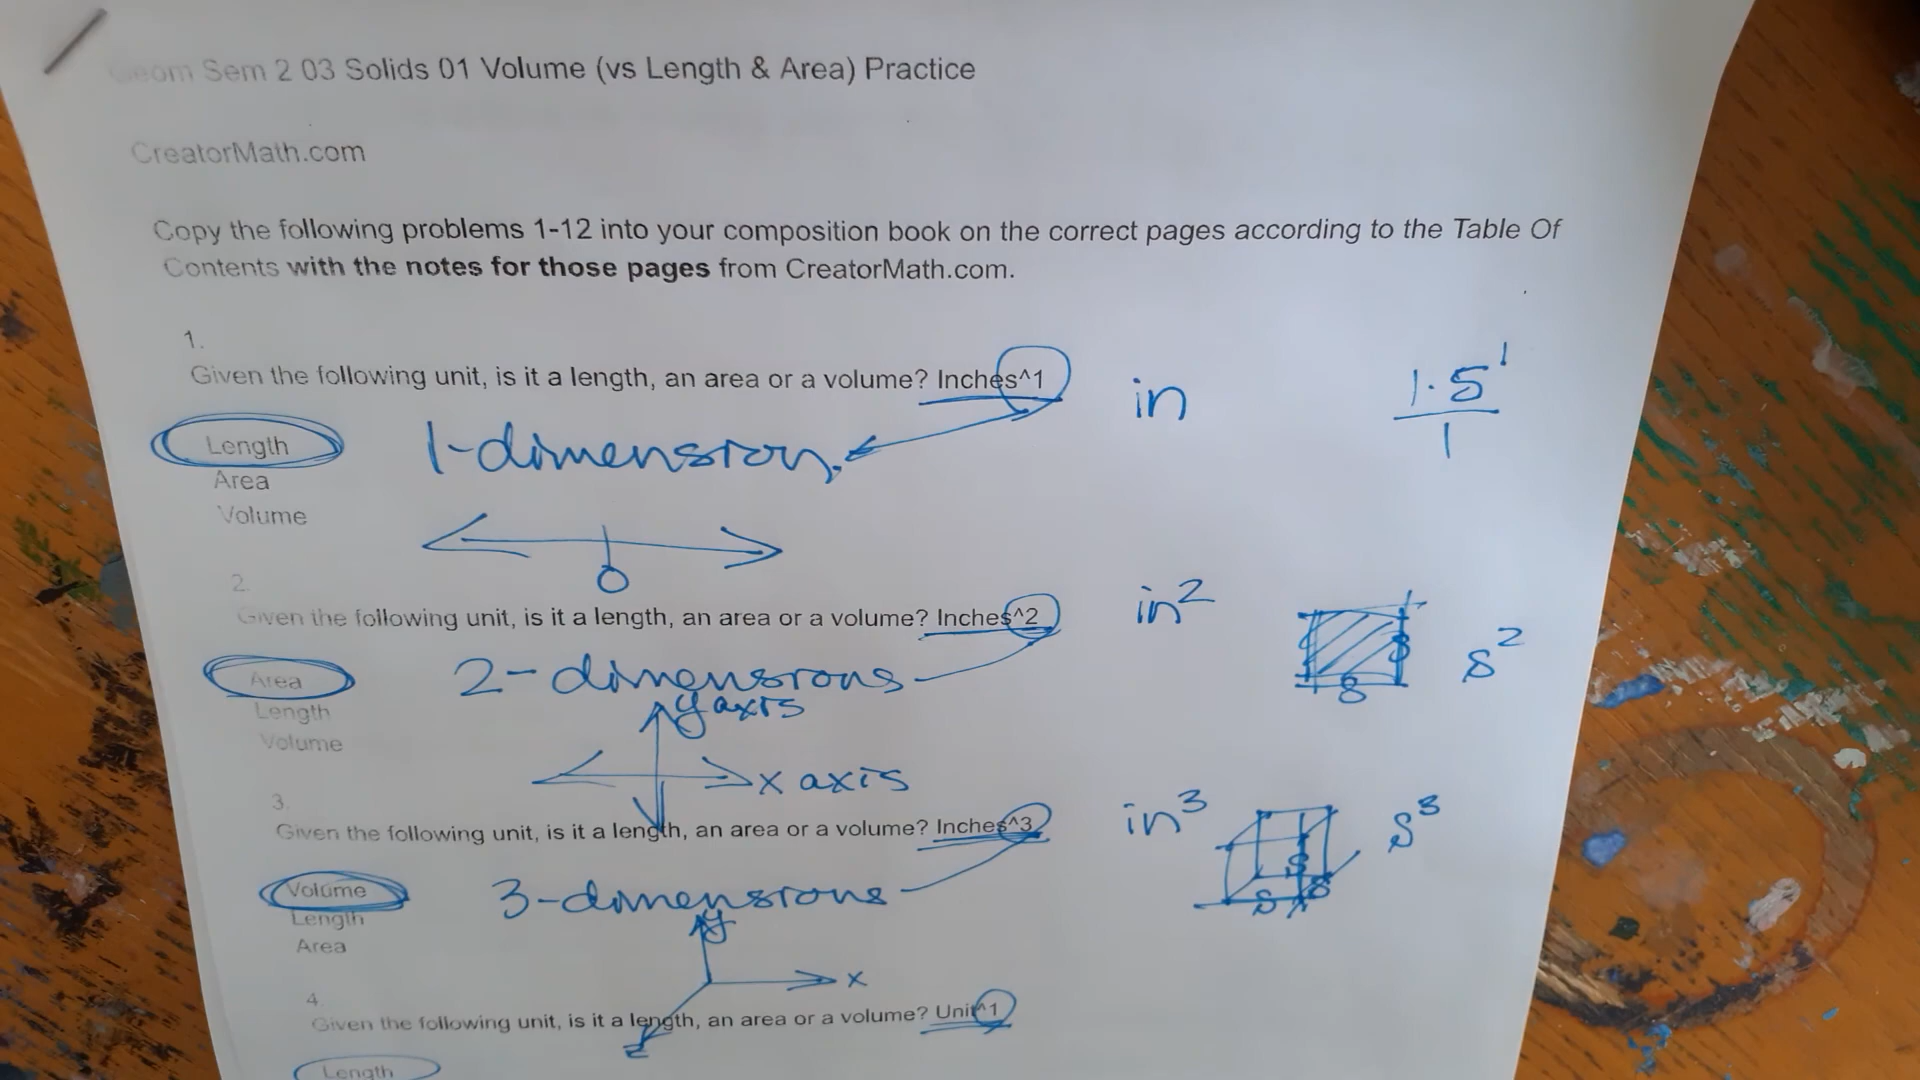 Geom Sem 2 03 Solids 01 Volume (vs Length & Area) Practice
CreatorMath.com
Copy the following problems 1-12 into your composition book on the correct pages according to the Table Of
Contents with the notes for those pages from CreatorMath.com.
1.
Given the following unit, is it a length, an area or a volume? Inches^1
in
1·S¹
1
Length
1-dimension.
Area
Volume
0
2.
Given the following unit, is it a length, an area or a volume? Inches^2
in²
S
S
S²
Area
2-dimensions
Length
y axis
Volume
x axis
3.
Given the following unit, is it a length, an area or a volume? Inches^3
in³
S
S
S
S³
Volume
3-dimensions
Length
Area
y
x
z
4.
Given the following unit, is it a length, an area or a volume? Unit^1
Length